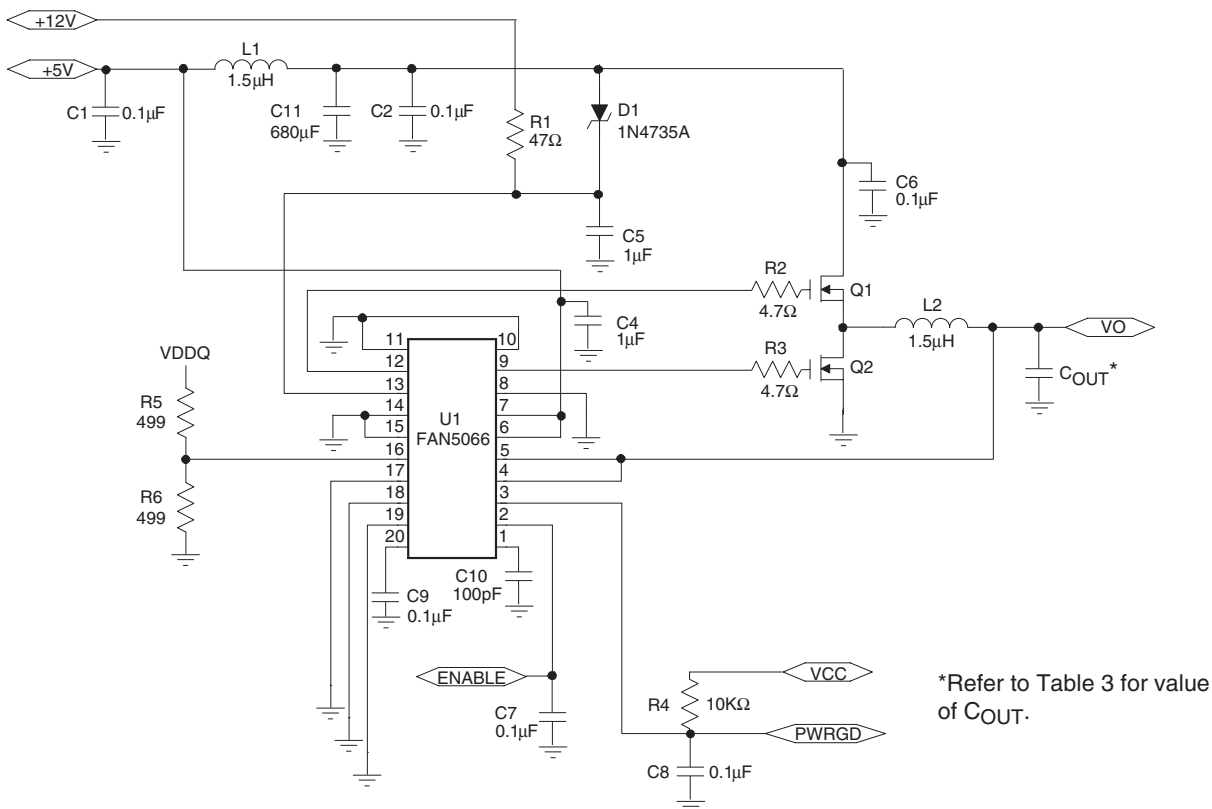 +12V
+5V
L1
1.5µH
C1
0.1µF
C11
680µF
C2
0.1µF
R1
47Ω
D1
1N4735A
C6
0.1µF
C5
1µF
R2
4.7Ω
Q1
C4
1µF
L2
1.5µH
VO
R3
4.7Ω
Q2
COUT*
VDDQ
R5
499
R6
499
11
12
13
14
15
16
17
18
19
20
U1
FAN5066
10
9
8
7
6
5
4
3
2
1
C9
0.1µF
C10
100pF
ENABLE
C7
0.1µF
VCC
R4
10KΩ
PWRGD
C8
0.1µF
*Refer to Table 3 for value
of COUT.